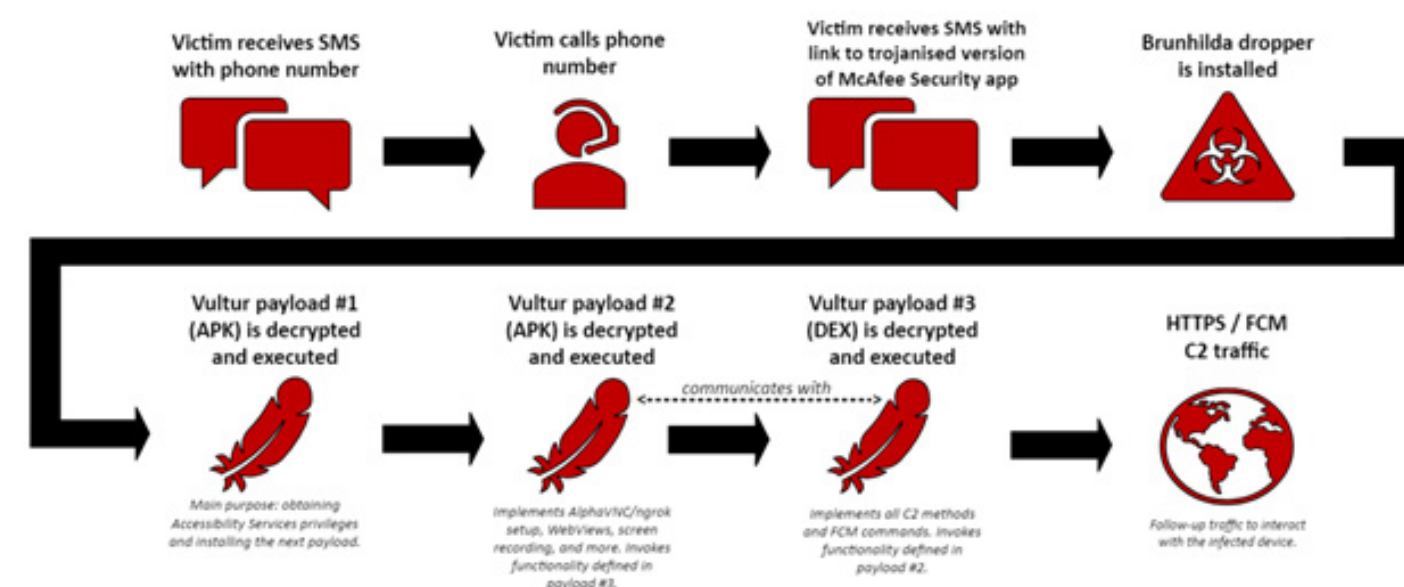 Victim receives SMS
with phone number
Victim calls phone
number
Victim receives SMS with
link to trojanised version
of McAfee Security app
Brunhilda dropper
is installed
Vultur payload #1
(APK) is decrypted
and executed
Main purpose: obtaining
Accessibility Services privileges
and installing the next payload.
Vultur payload #2
(APK) is decrypted
and executed
communicates with
Implements AlphaVNC/ngrok
setup, WebViews, screen
recording, and more. Invokes
functionality defined in
payload #3.
Vultur payload #3
(DEX) is decrypted
and executed
Implements all C2 methods
and FCM commands. Invokes
functionality defined in
payload #2.
HTTPS / FCM
C2 traffic
Follow-up traffic to interact
with the infected device.